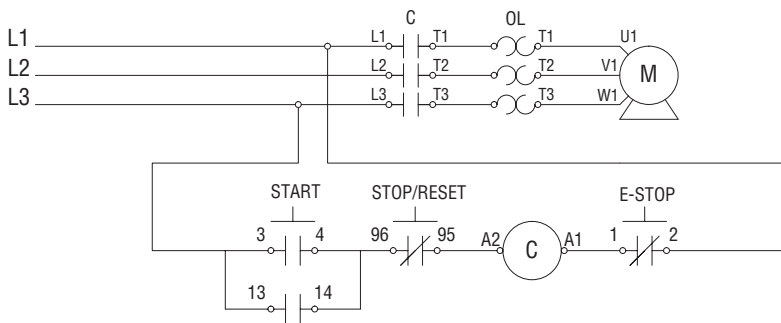 C OL
L1 L1 T1 T1 U1
L2 L2 T2 T2 V1 M
L3 L3 T3 T3 W1
START STOP/RESET E-STOP
3 4 96 95 A2 C A1 1 2
13 14